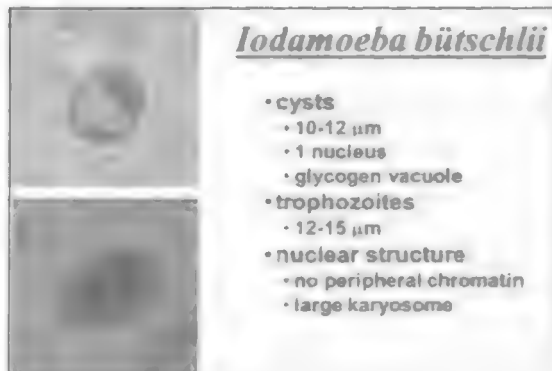 Iodamoeba bütschlii
• cysts
• 10-12 µm
• 1 nucleus
• glycogen vacuole
• trophozoites
• 12-15 µm
• nuclear structure
• no peripheral chromatin
• large karyosome